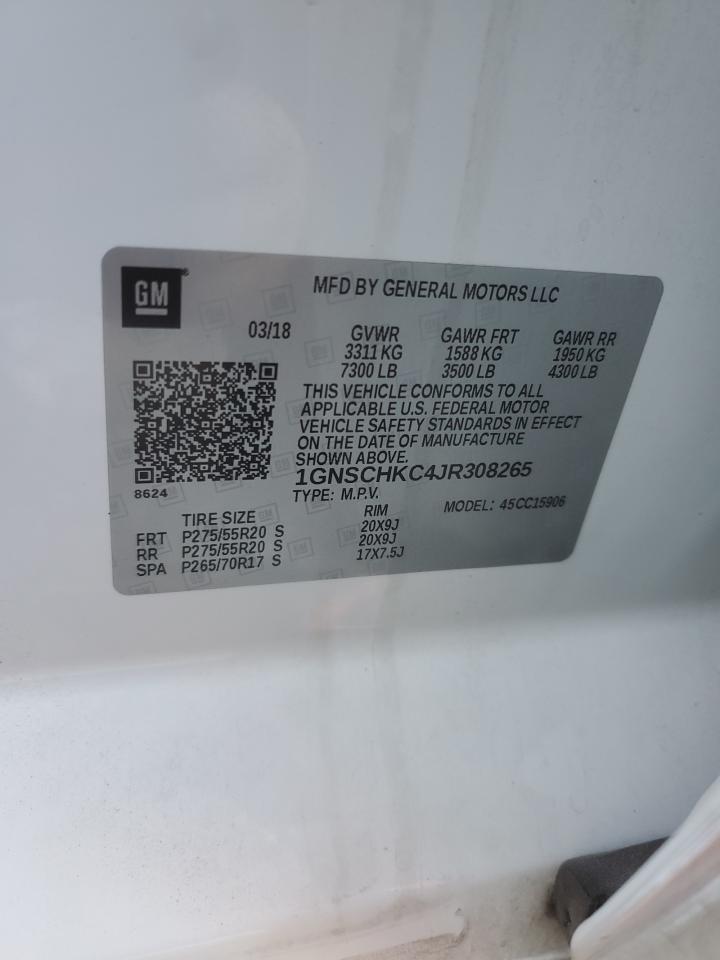 GM
MFD BY GENERAL MOTORS LLC
03/18 GVWR GAWR FRT GAWR RR
3311 KG 1588 KG 1950 KG
7300 LB 3500 LB 4300 LB
THIS VEHICLE CONFORMS TO ALL
APPLICABLE U.S. FEDERAL MOTOR
VEHICLE SAFETY STANDARDS IN EFFECT
ON THE DATE OF MANUFACTURE
SHOWN ABOVE.
1GNSCHKC4JR308265
8624
TYPE: M.P.V. MODEL: 45CC15906
TIRE SIZE RIM
FRT P275/55R20 S 20X9J
RR P275/55R20 S 20X9J
SPA P265/70R17 S 17X7.5J